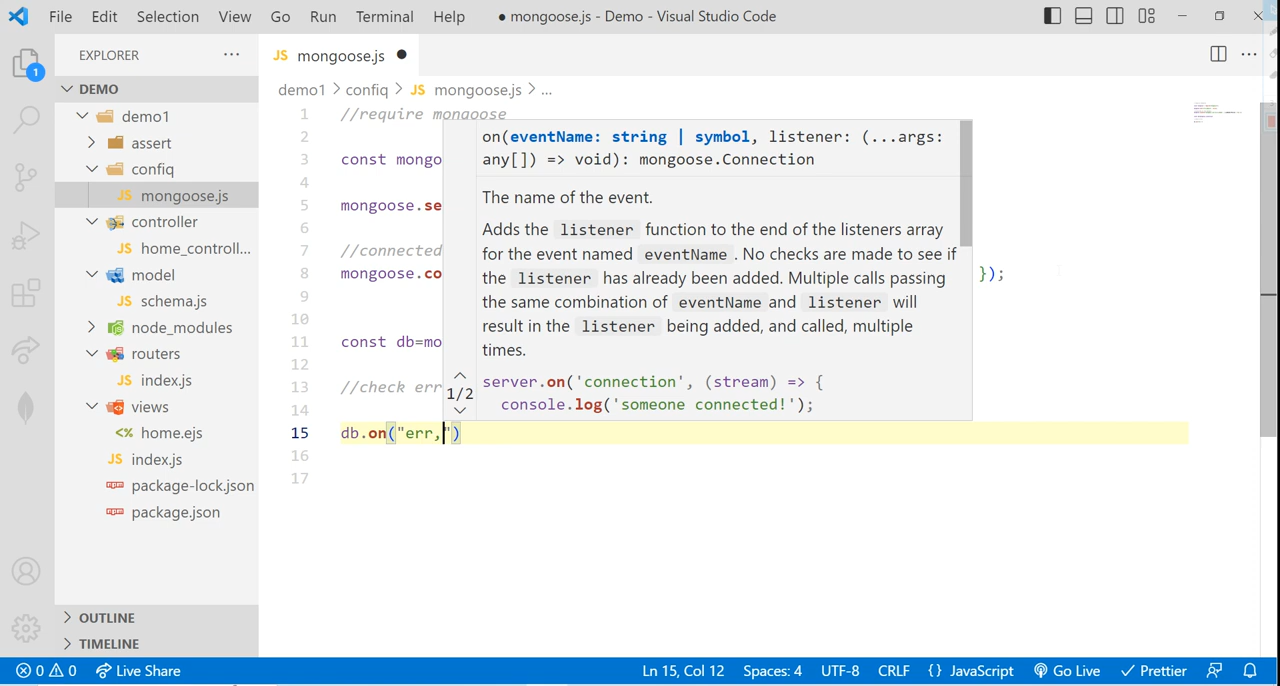 File Edit Selection View Go Run Terminal Help ● mongoose.js - Demo - Visual Studio Code
EXPLORER ...
JS mongoose.js ●
1
DEMO
demo1
assert
confiq
JS mongoose.js
controller
JS home_controll...
model
JS schema.js
node_modules
routers
JS index.js
views
<% home.ejs
JS index.js
package-lock.json
package.json
OUTLINE
TIMELINE
demo1 > confiq > JS mongoose.js > ...
1 //require mongoose
2
3 const mongo
4
5 mongoose.se
6
7 //connected
8 mongoose.co });
9
10
11 const db=mo
12
13 //check err
14
15 db.on("err,")
16
17
on(eventName: string | symbol, listener: (...args:
any[]) => void): mongoose.Connection
The name of the event.
Adds the listener function to the end of the listeners array
for the event named eventName . No checks are made to see if
the listener has already been added. Multiple calls passing
the same combination of eventName and listener will
result in the listener being added, and called, multiple
times.
1/2
server.on('connection', (stream) => {
console.log('someone connected!');
0 0 Live Share Ln 15, Col 12 Spaces: 4 UTF-8 CRLF {} JavaScript Go Live Prettier